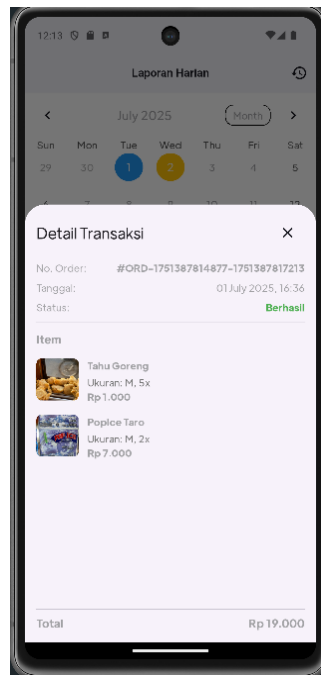 12:13
Laporan Harian
July 2025
Month
Sun Mon Tue Wed Thu Fri Sat
29 30 1 2 3 4 5
Detail Transaksi
No. Order: #ORD-1751387814877-1751387817213
Tanggal: 01 July 2025, 16:36
Status: Berhasil
Item
Tahu Goreng
Ukuran: M, 5x
Rp 1.000
PopIce Taro
Ukuran: M, 2x
Rp 7.000
Total Rp 19.000